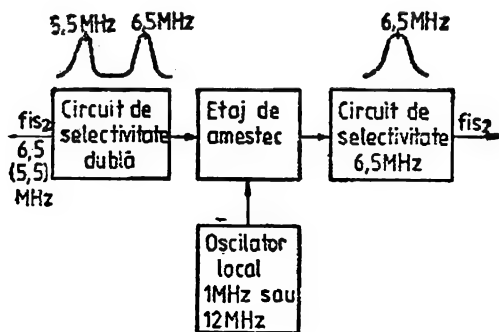 5,5MHz 6,5MHz
6,5MHz
fis₂
6,5
(5,5)
MHz
Circuit de
selectivitate
dublă
Etaj de
amestec
Circuit de
selectivitate
6,5MHz
fis₂
Oscilator
local
1MHz sau
12MHz